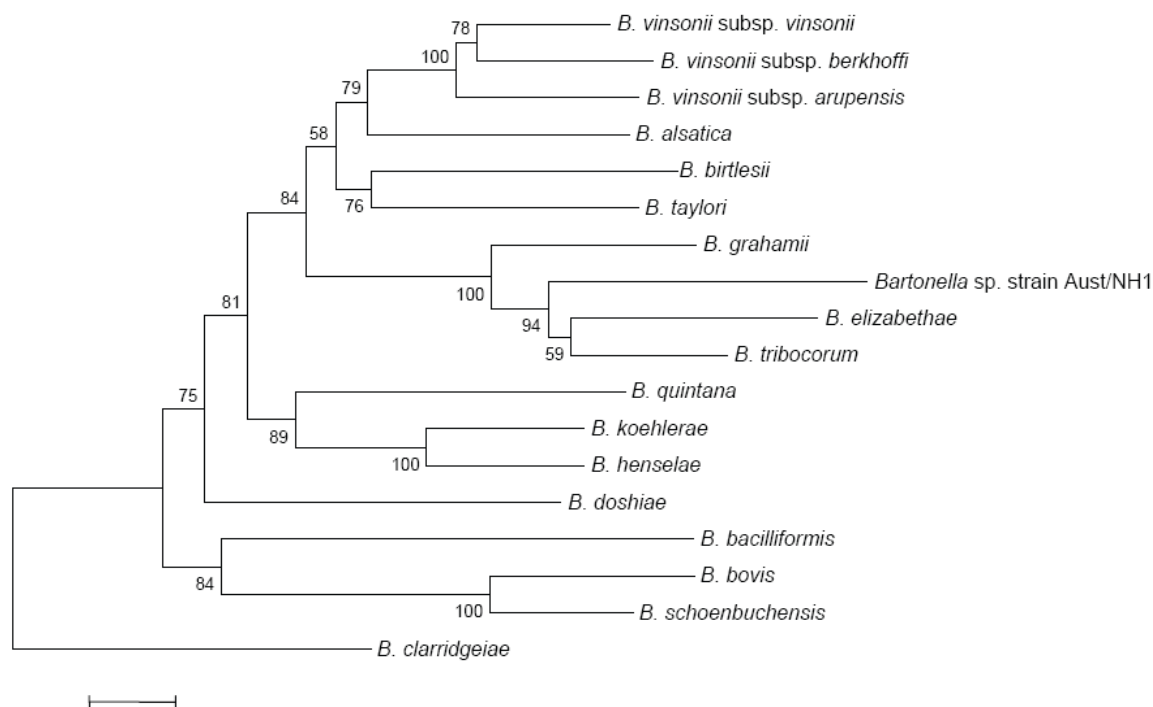 78
B. vinsonii subsp. vinsonii
100
B. vinsonii subsp. berkhoffi
79
B. vinsonii subsp. arupensis
58
B. alsatica
B. birtlesii
84
76
B. taylori
B. grahamii
81
100
Bartonella sp. strain Aust/NH1
94
B. elizabethae
59
B. tribocorum
75
B. quintana
89
B. koehlerae
100
B. henselae
B. doshiae
B. bacilliformis
84
B. bovis
100
B. schoenbuchensis
B. clarridgeiae